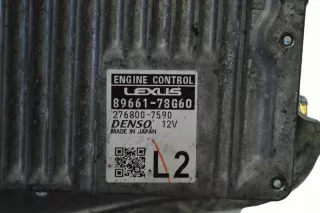 ENGINE CONTROL
LEXUS
89661-78G60
276800-7590
DENSO 12V
MADE IN JAPAN
L2